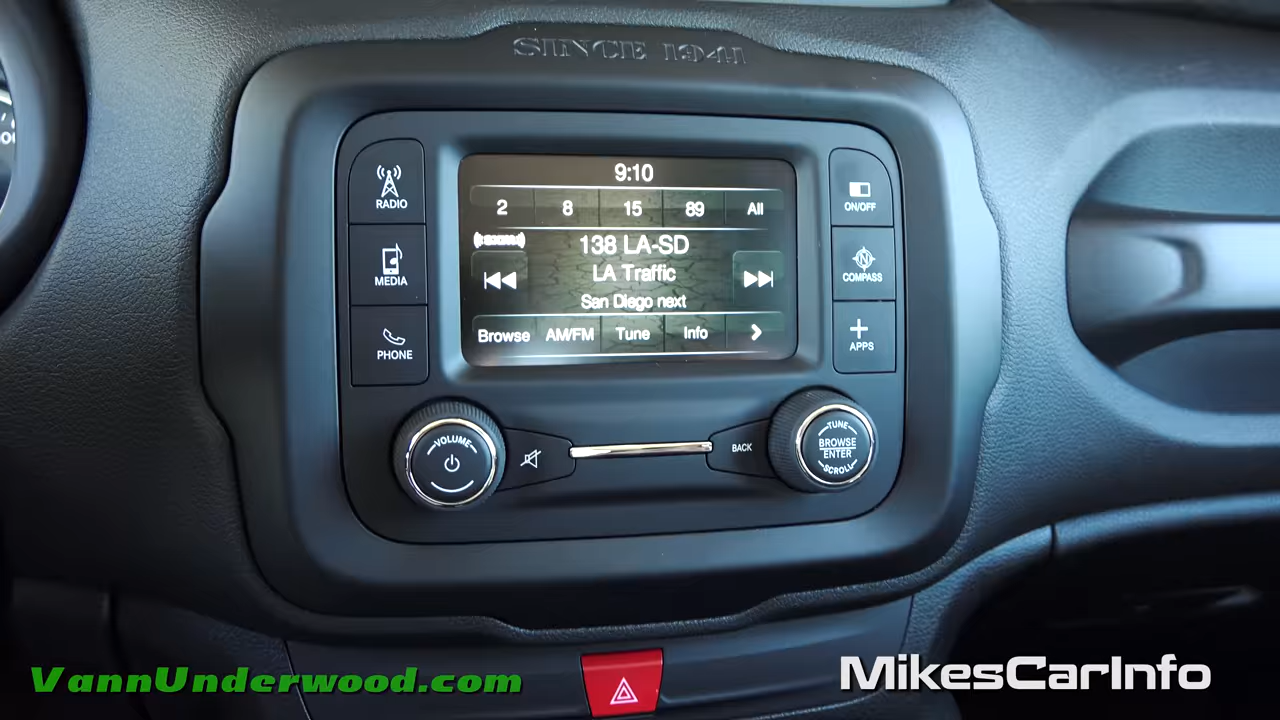 SINCE 1941
RADIO
MEDIA
PHONE
9:10
2 8 15 89 All
138 LA-SD
LA Traffic
San Diego next
Browse AM/FM Tune Info
ON/OFF
COMPASS
N
APPS
VOLUME
BACK
TUNE
BROWSE
ENTER
SCROLL
VannUnderwood.com
MikesCarInfo